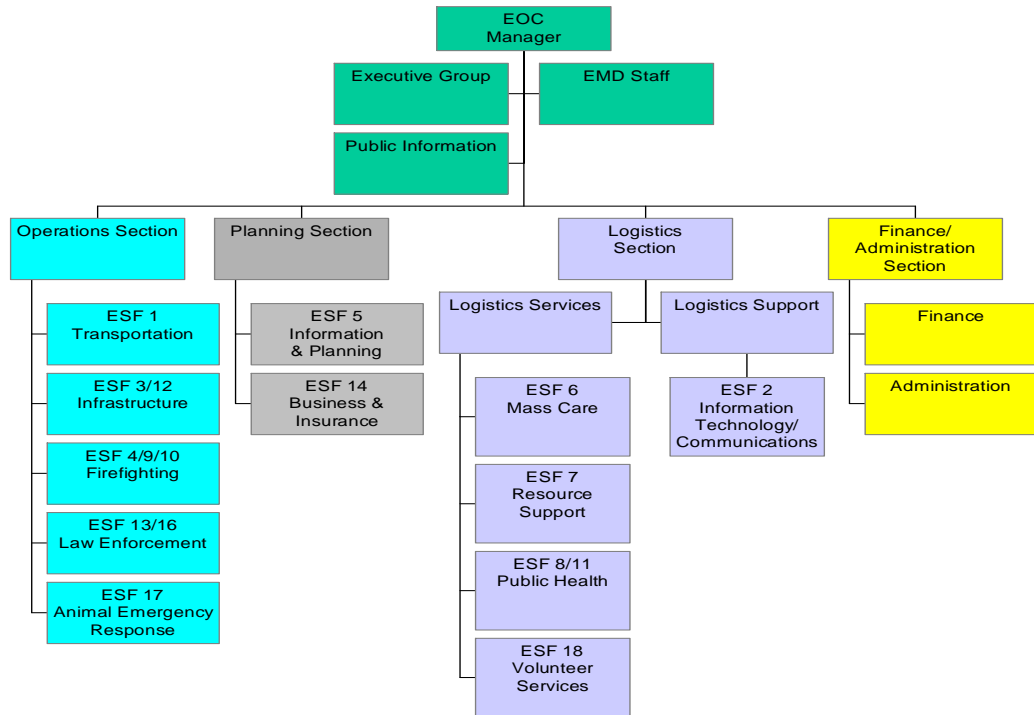 EOC
Manager
Executive Group
EMD Staff
Public Information
Operations Section
Planning Section
Logistics
Section
Finance/
Administration
Section
ESF 1
Transportation
ESF 3/12
Infrastructure
ESF 4/9/10
Firefighting
ESF 13/16
Law Enforcement
ESF 17
Animal Emergency
Response
ESF 5
Information
& Planning
ESF 14
Business &
Insurance
Logistics Services
Logistics Support
ESF 6
Mass Care
ESF 7
Resource
Support
ESF 8/11
Public Health
ESF 18
Volunteer
Services
ESF 2
Information
Technology/
Communications
Finance
Administration